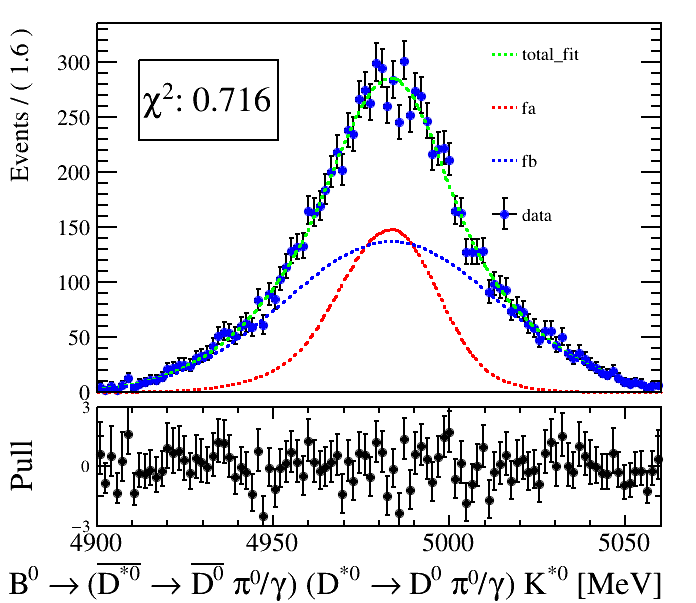 Events / ( 1.6 )
300
250
200
150
100
50
0
χ²: 0.716
total_fit
fa
fb
data
Pull
3
0
−3
4900 4950 5000 5050
B⁰ → (D̅*⁰ → D̅⁰ π⁰/γ) (D*⁰ → D⁰ π⁰/γ) K*⁰ [MeV]